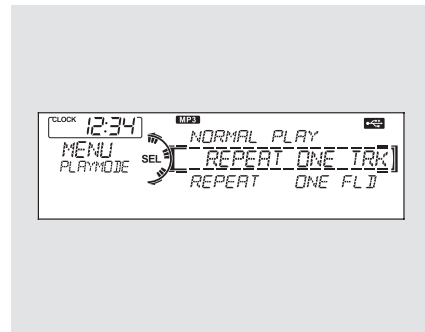 CLOCK 12:34
MP3
MENU
PLAYMODE
SEL
NORMAL PLAY
REPEAT ONE TRK
REPEAT ONE FLD